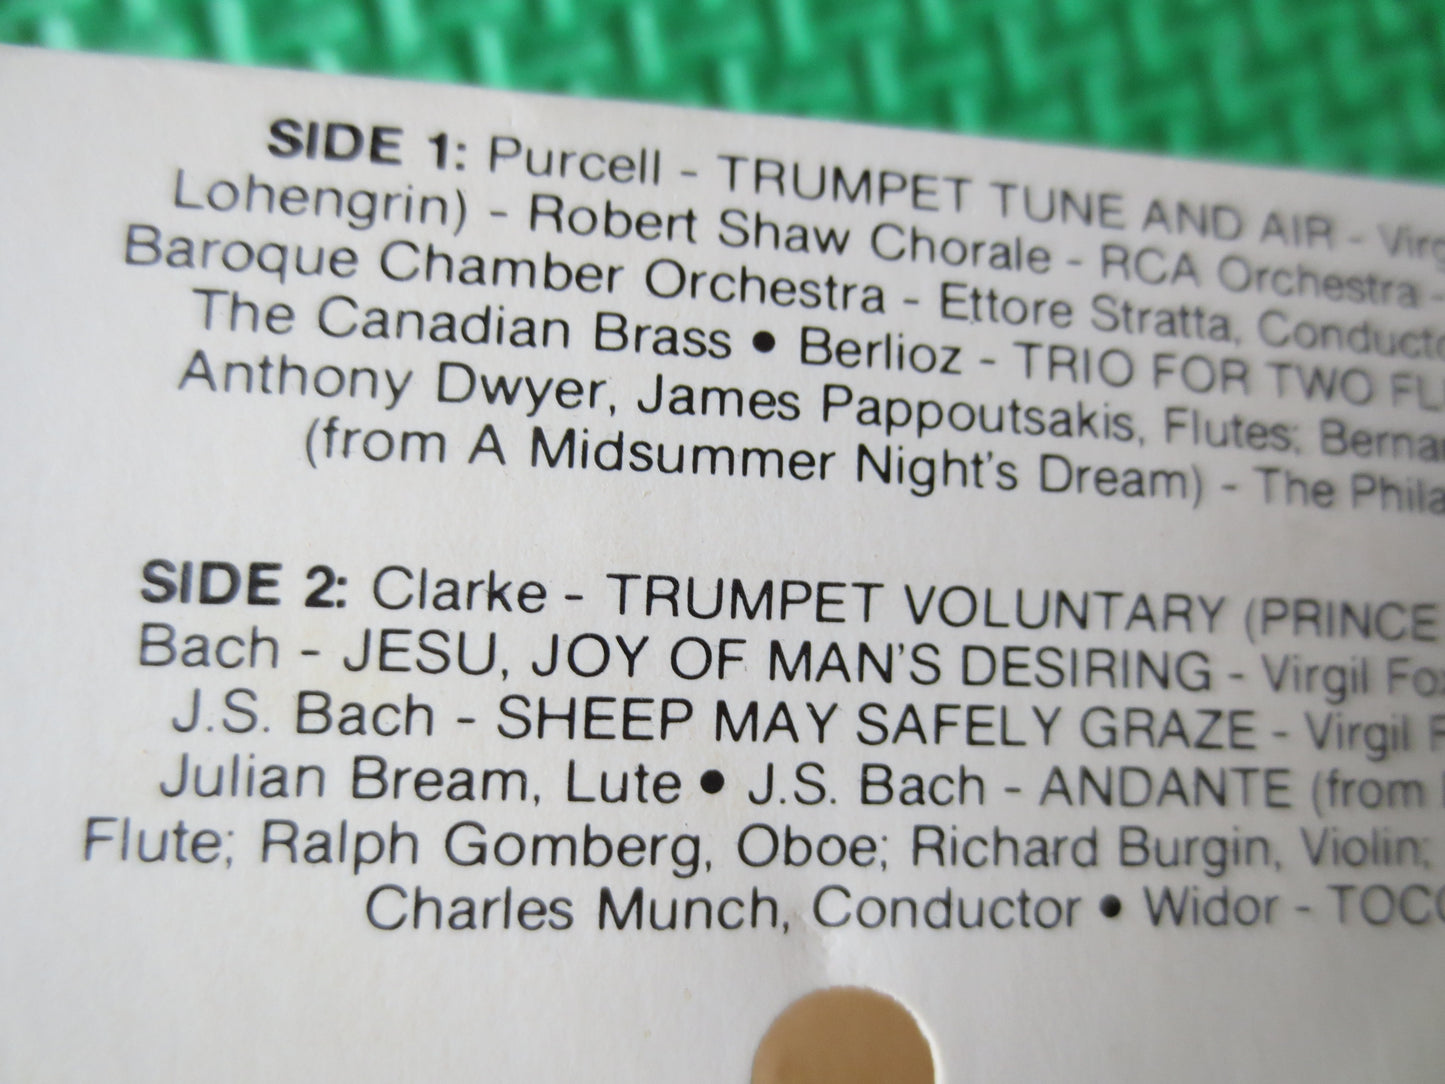 SIDE 1: Purcell - TRUMPET TUNE AND AIR - Virg
Lohengrin) - Robert Shaw Chorale - RCA Orchestra -
Baroque Chamber Orchestra - Ettore Stratta, Conducto
The Canadian Brass • Berlioz - TRIO FOR TWO FL
Anthony Dwyer, James Pappoutsakis, Flutes; Berna
(from A Midsummer Night's Dream) - The Phila
SIDE 2: Clarke - TRUMPET VOLUNTARY (PRINCE
Bach - JESU, JOY OF MAN'S DESIRING - Virgil Fox
J.S. Bach - SHEEP MAY SAFELY GRAZE - Virgil F
Julian Bream, Lute • J.S. Bach - ANDANTE (from
Flute; Ralph Gomberg, Oboe; Richard Burgin, Violin;
Charles Munch, Conductor • Widor - TOCC